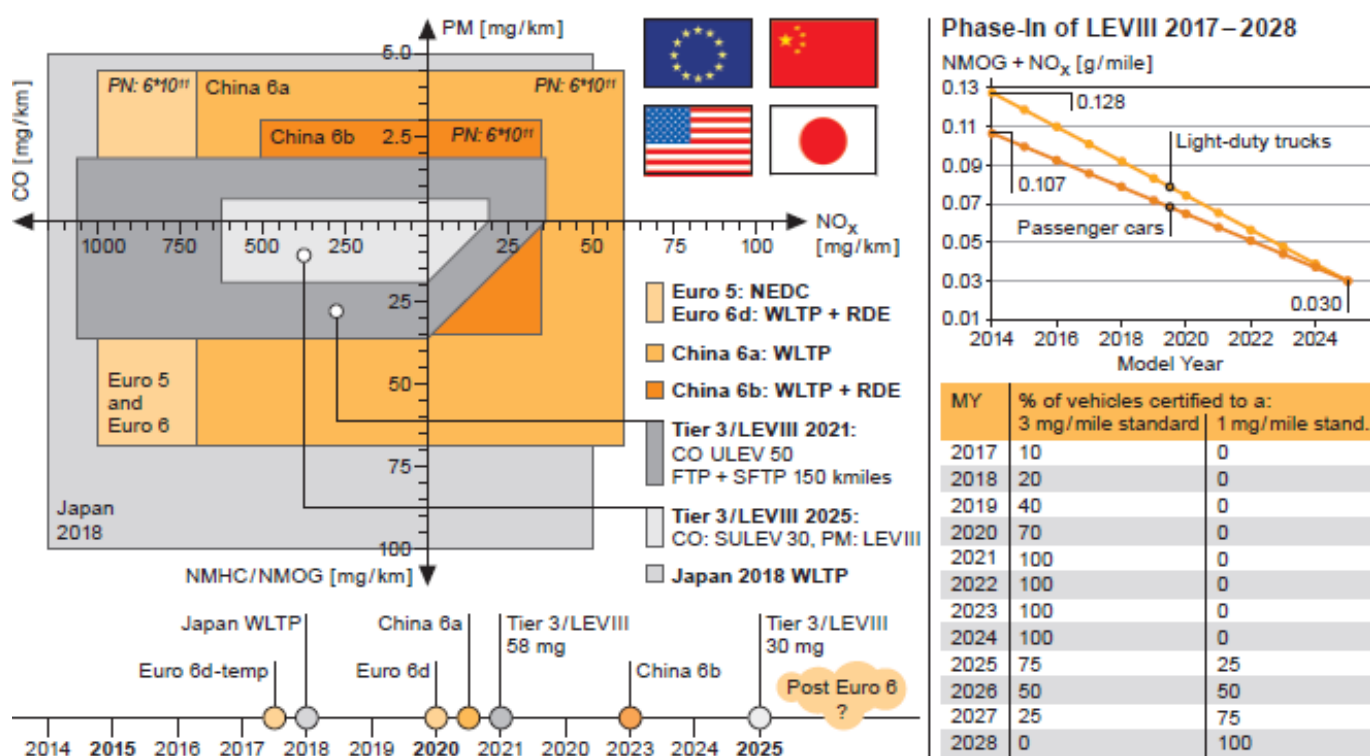 PM [mg/km]
5.0
PN: 6*10¹¹
China 6a
PN: 6*10¹¹
China 6b
2.5
PN: 6*10¹¹
CO [mg/km]
1000 750 500 250 25 50 75 100
NOx
[mg/km]
25
50
75
100
Euro 5
and
Euro 6
Japan
2018
NMHC/NMOG [mg/km]
Euro 5: NEDC
Euro 6d: WLTP + RDE
China 6a: WLTP
China 6b: WLTP + RDE
Tier 3/LEVIII 2021:
CO ULEV 50
FTP + SFTP 150 kmiles
Tier 3/LEVIII 2025:
CO: SULEV 30, PM: LEVIII
Japan 2018 WLTP
Japan WLTP
China 6a
Tier 3/LEVIII
58 mg
Tier 3/LEVIII
30 mg
Euro 6d-temp
Euro 6d
China 6b
Post Euro 6
?
2014 2015 2016 2017 2018 2019 2020 2021 2020 2023 2024 2025
Phase-In of LEVIII 2017–2028
NMOG + NOx [g/mile]
0.13
0.11
0.09
0.07
0.05
0.03
0.01
0.128
0.107
Light-duty trucks
Passenger cars
0.030
2014 2016 2018 2020 2022 2024
Model Year
MY % of vehicles certified to a:
3 mg/mile standard 1 mg/mile stand.
2017 10 0
2018 20 0
2019 40 0
2020 70 0
2021 100 0
2022 100 0
2023 100 0
2024 100 0
2025 75 25
2026 50 50
2027 25 75
2028 0 100